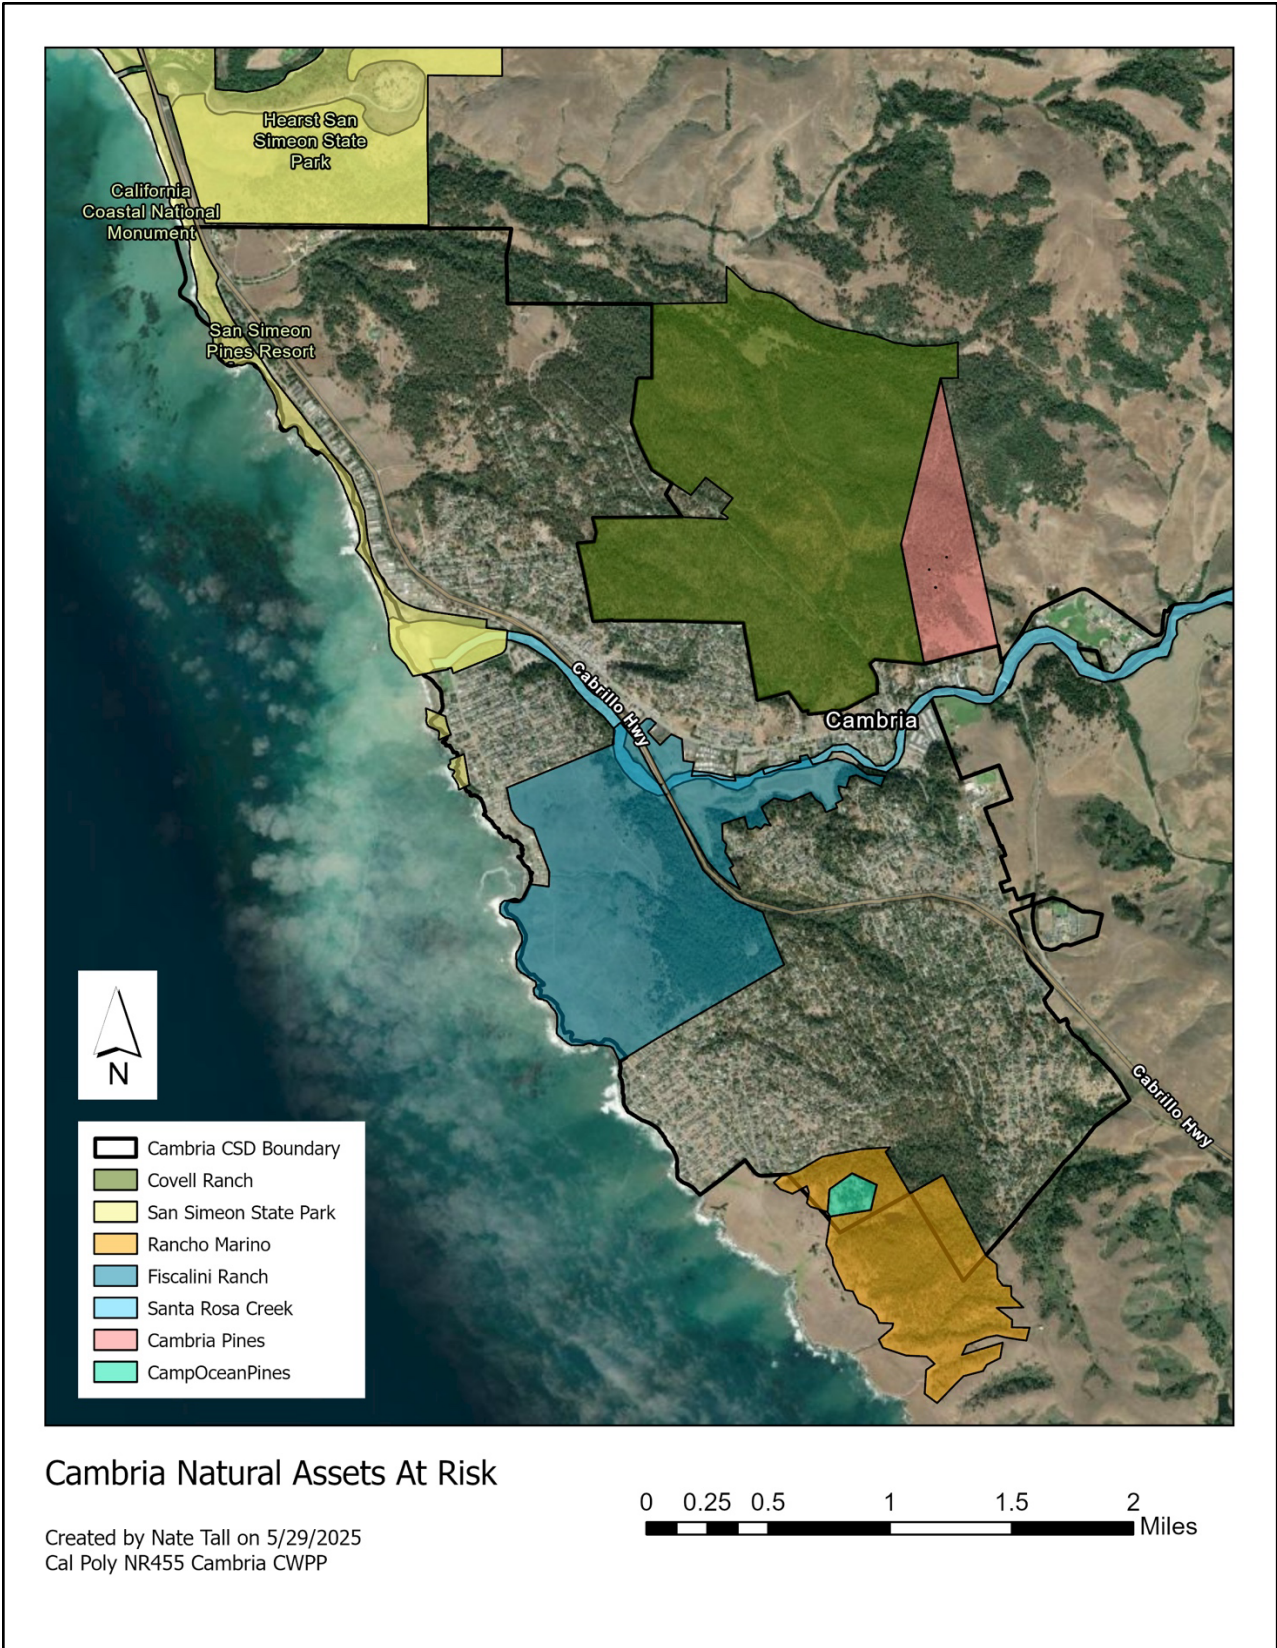 Hearst San
Simeon State
Park
California
Coastal National
Monument
San Simeon
Pines Resort
Cabrillo Hwy
Cambria
Cabrillo Hwy
N
Cambria CSD Boundary
Covell Ranch
San Simeon State Park
Rancho Marino
Fiscalini Ranch
Santa Rosa Creek
Cambria Pines
CampOceanPines
Cambria Natural Assets At Risk
Created by Nate Tall on 5/29/2025
Cal Poly NR455 Cambria CWPP
0 0.25 0.5 1 1.5 2
Miles